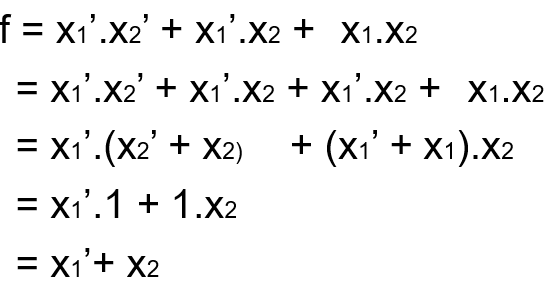 f = x1’.x2’ + x1’.x2 + x1.x2
= x1’.x2’ + x1’.x2 + x1’.x2 + x1.x2
= x1’.(x2’ + x2) + (x1’ + x1).x2
= x1’.1 + 1.x2
= x1’+ x2